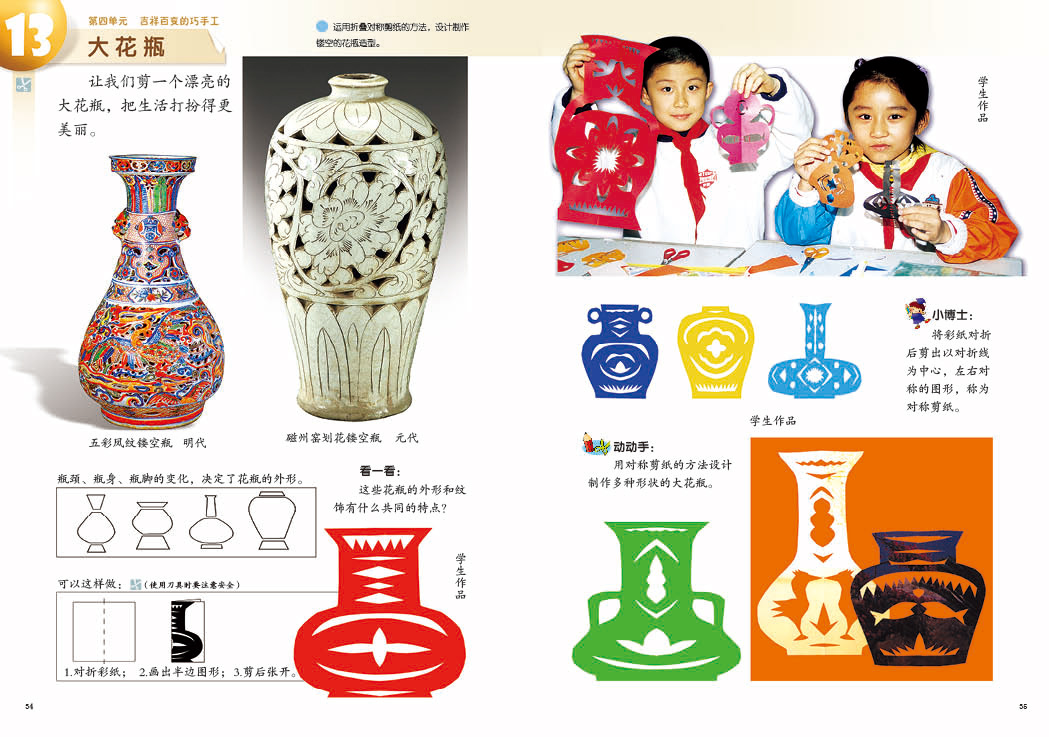 13
第四单元 吉祥百变的巧手工
大花瓶
运用折叠对称剪纸的方法，设计制作
镂空的花瓶造型。
让我们剪一个漂亮的
大花瓶，把生活打扮得更
美丽。
五彩凤纹镂空瓶 明代
磁州窑划花镂空瓶 元代
瓶颈、瓶身、瓶脚的变化，决定了花瓶的外形。
看一看：
这些花瓶的外形和纹
饰有什么共同的特点？
学生作品
可以这样做：（使用刀具时要注意安全）
1.对折彩纸； 2.画出半边图形； 3.剪后张开。
34
学生作品
小博士：
将彩纸对折
后剪出以对折线
为中心，左右对
称的图形，称为
对称剪纸。
学生作品
动动手：
用对称剪纸的方法设计
制作多种形状的大花瓶。
35